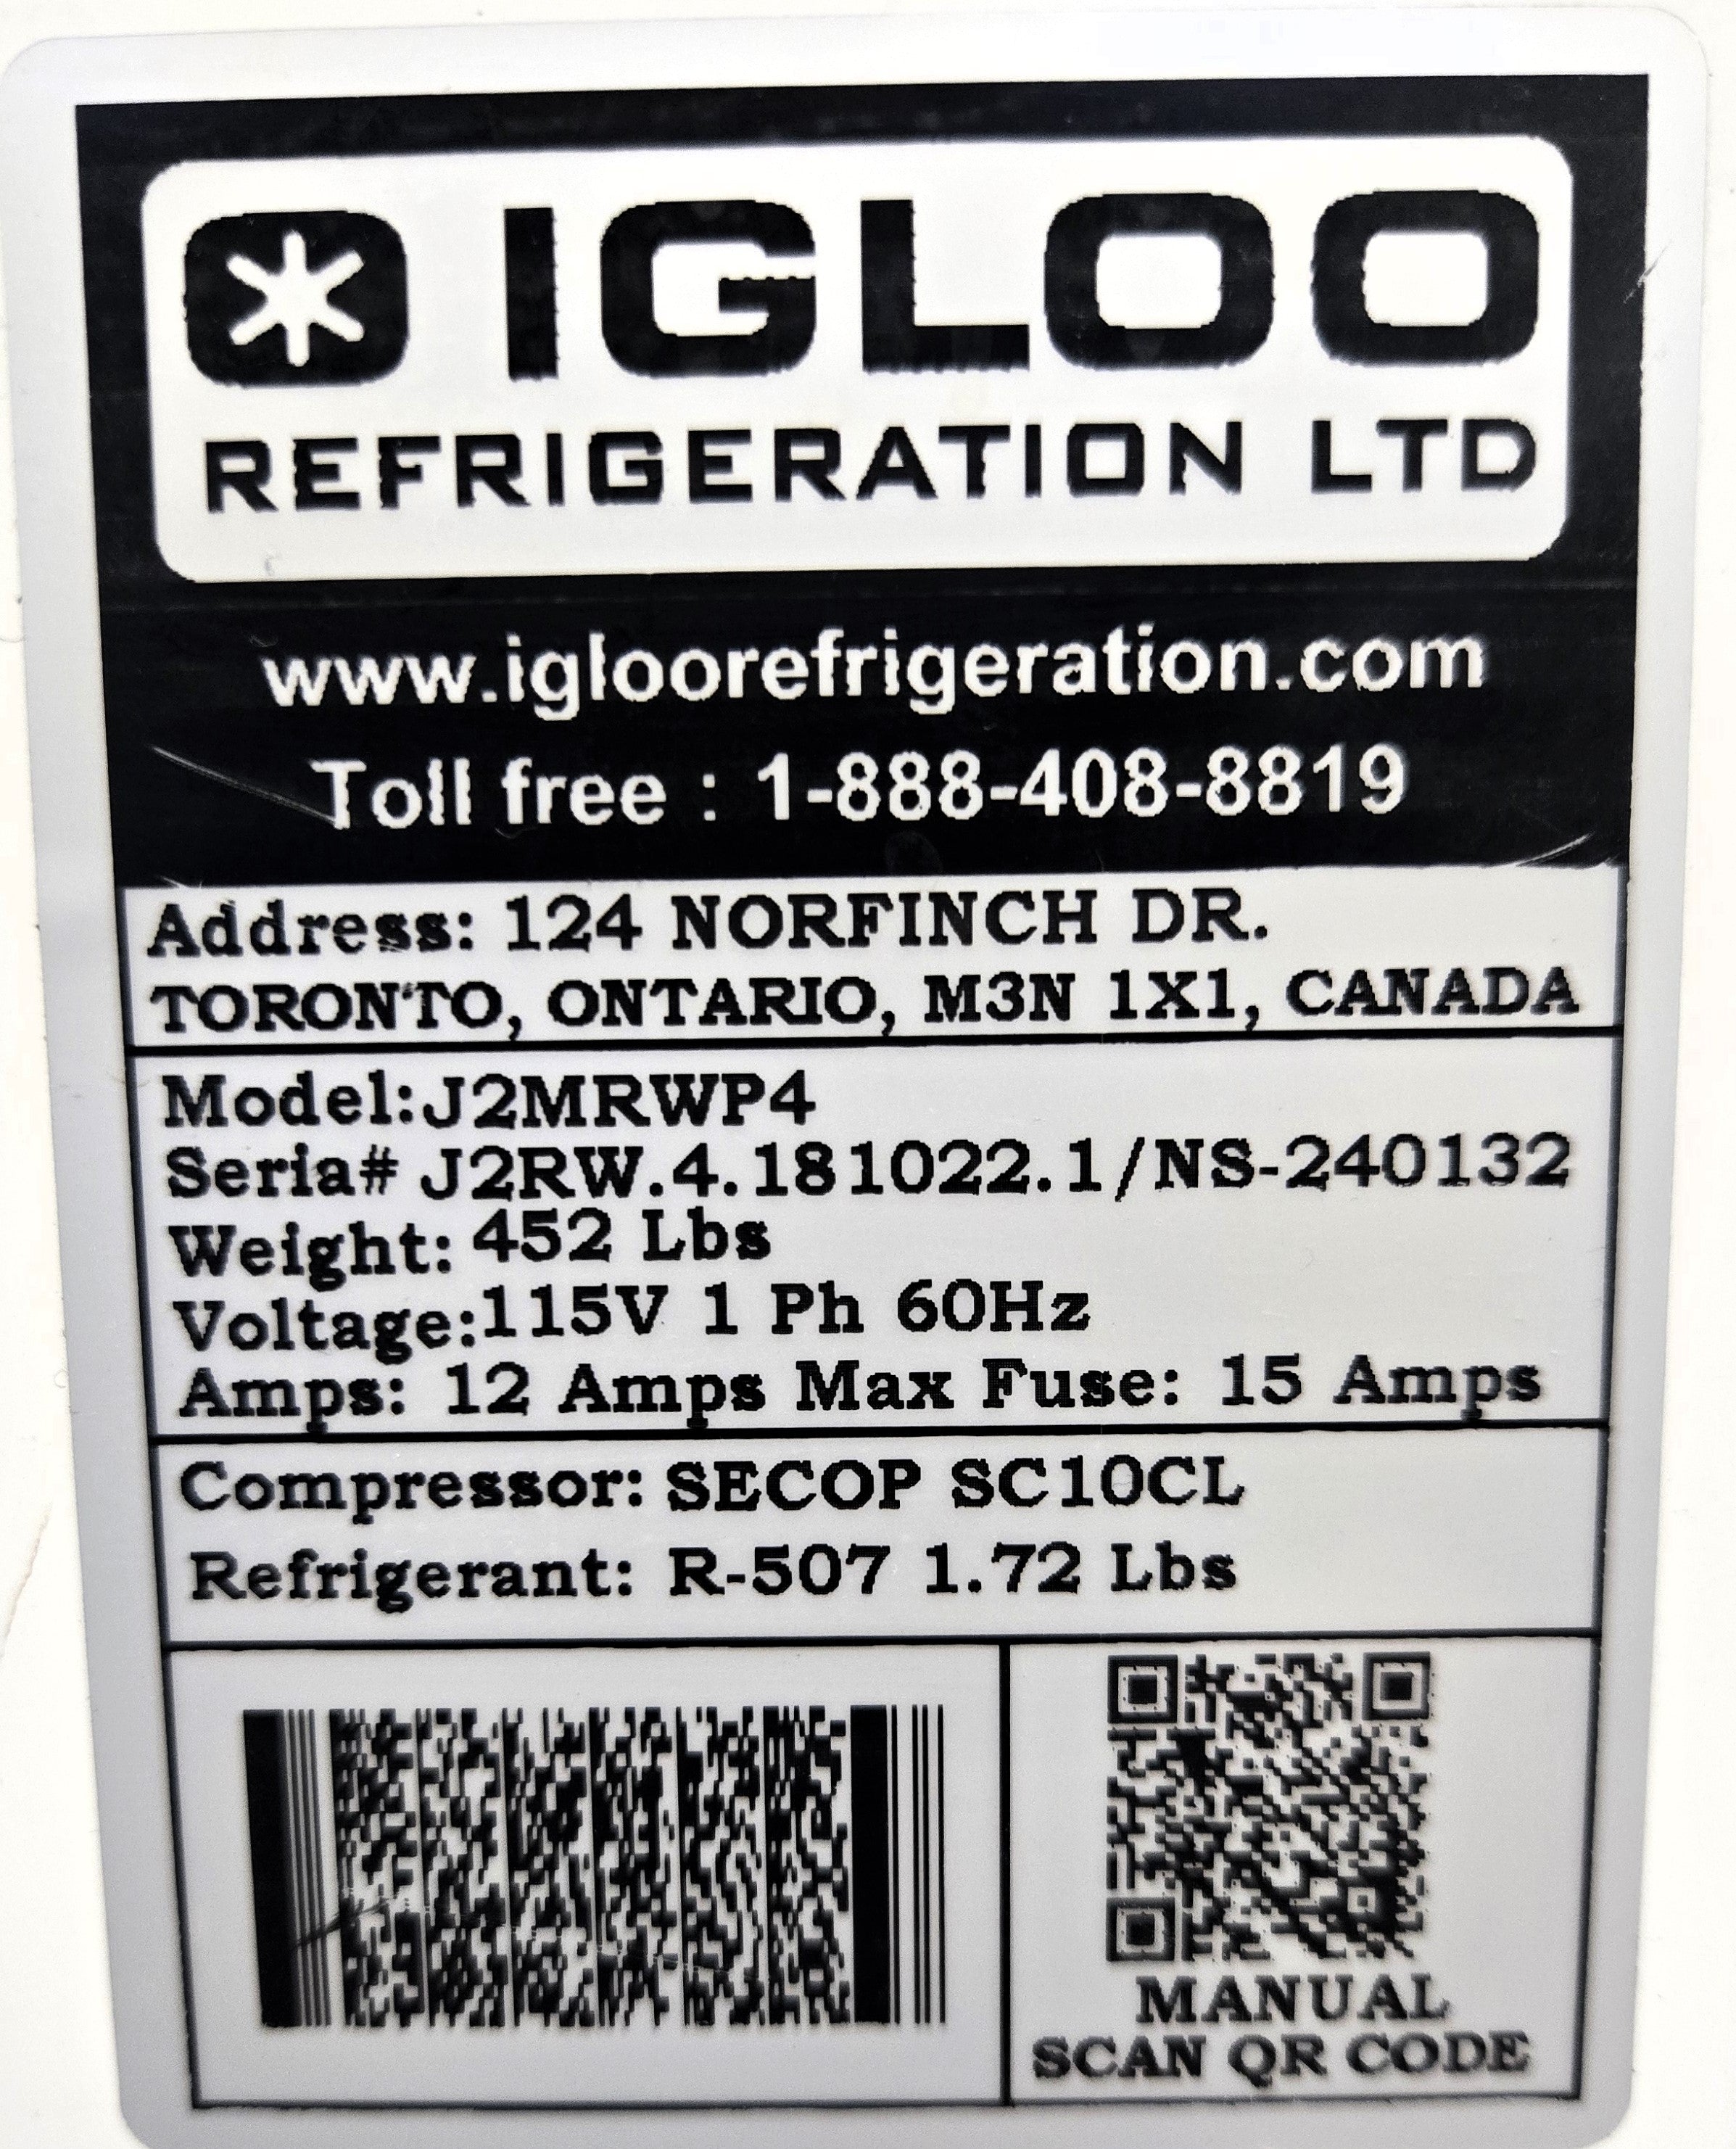 IGLOO
REFRIGERATION LTD
www.igloorefrigeration.com
Toll free : 1-888-408-8819
Address: 124 NORFINCH DR.
TORONTO, ONTARIO, M3N 1X1, CANADA
Model:J2MRWP4
Seria# J2RW.4.181022.1/NS-240132
Weight: 452 Lbs
Voltage:115V 1 Ph 60Hz
Amps: 12 Amps Max Fuse: 15 Amps
Compressor: SECOP SC10CL
Refrigerant: R-507 1.72 Lbs
MANUAL
SCAN QR CODE